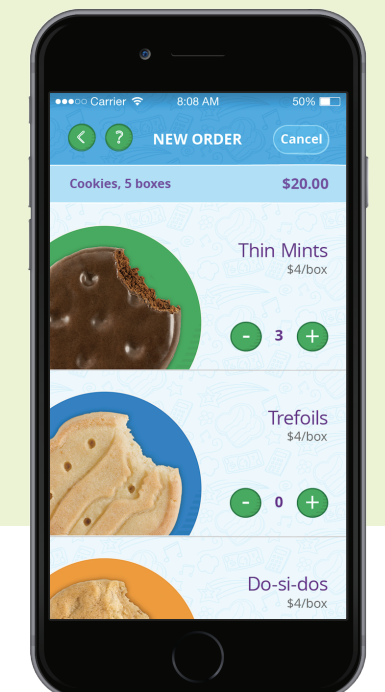 Carrier 8:08 AM 50%
? NEW ORDER Cancel
Cookies, 5 boxes $20.00
Thin Mints
$4/box
- 3 +
Trefoils
$4/box
- 0 +
Do-si-dos
$4/box